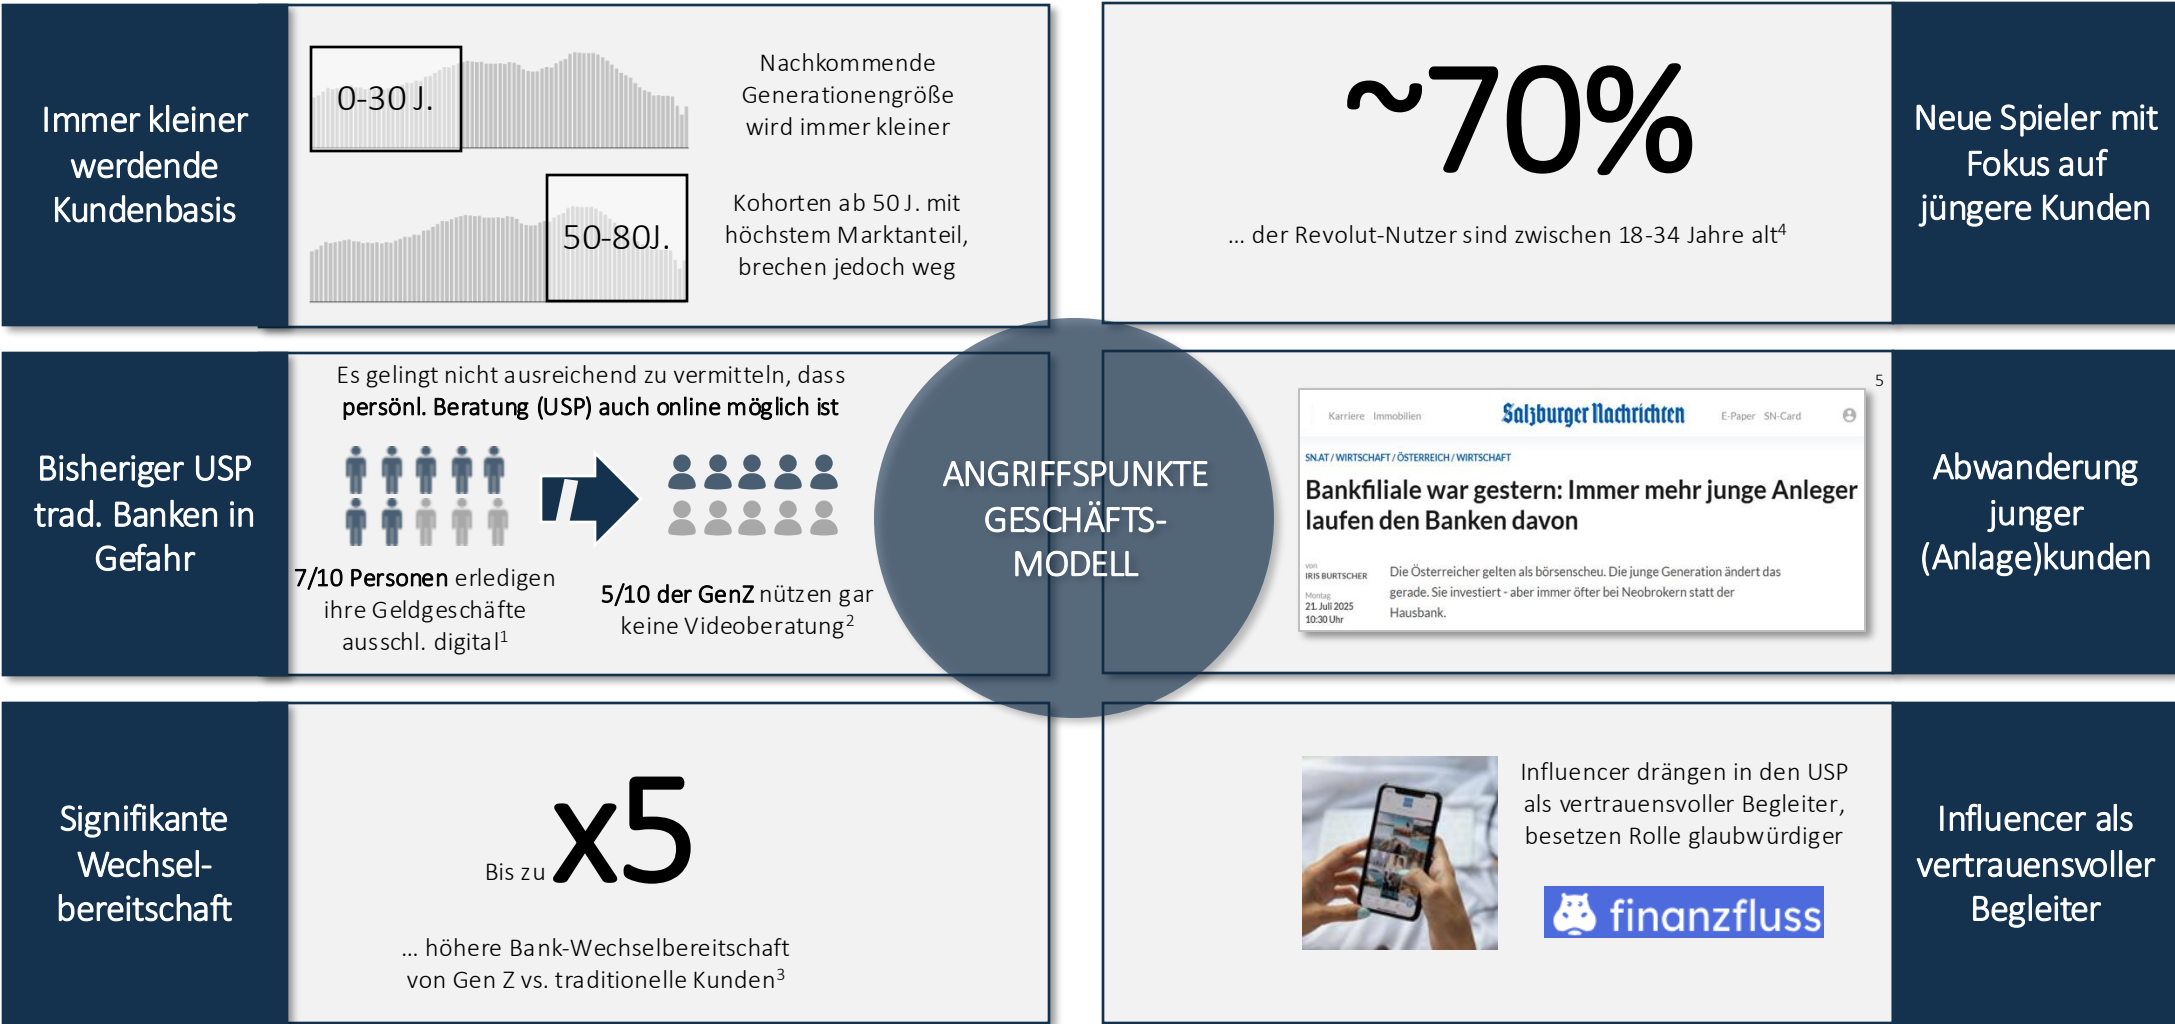 Immer kleiner
werdende
Kundenbasis
0-30 J.
Nachkommende
Generationengröße
wird immer kleiner
50-80J.
Kohorten ab 50 J. mit
höchstem Marktanteil,
brechen jedoch weg
~70%
... der Revolut-Nutzer sind zwischen 18-34 Jahre alt4
Neue Spieler mit
Fokus auf
jüngere Kunden
Bisheriger USP
trad. Banken in
Gefahr
Es gelingt nicht ausreichend zu vermitteln, dass
persönl. Beratung (USP) auch online möglich ist
7/10 Personen erledigen
ihre Geldgeschäfte
ausschl. digital1
5/10 der GenZ nützen gar
keine Videoberatung2
ANGRIFFSPUNKTE
GESCHÄFTS-
MODELL
5
Karriere Immobilien Salzburger Nachrichten E-Paper SN-Card
SN.AT / WIRTSCHAFT / ÖSTERREICH / WIRTSCHAFT
Bankfiliale war gestern: Immer mehr junge Anleger
laufen den Banken davon
von
IRIS BURTSCHER
Montag
21. Juli 2025
10:30 Uhr
Die Österreicher gelten als börsenscheu. Die junge Generation ändert das
gerade. Sie investiert - aber immer öfter bei Neobrokern statt der
Hausbank.
Abwanderung
junger
(Anlage)kunden
Signifikante
Wechsel-
bereitschaft
Bis zu x5
... höhere Bank-Wechselbereitschaft
von Gen Z vs. traditionelle Kunden3
Influencer drängen in den USP
als vertrauensvoller Begleiter,
besetzen Rolle glaubwürdiger
finanzfluss
Influencer als
vertrauensvoller
Begleiter